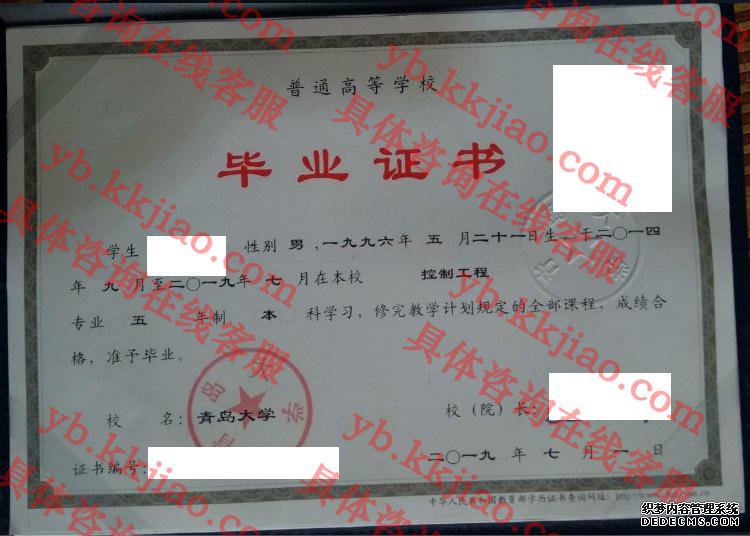 普通高等学校
毕业证书
学生 性别 男 ，一九九六年 五 月二十一日生，于二〇一四
年 九 月至二〇一九年 七 月在本校 控制工程
专业 五 年制 本 科学习，修完教学计划规定的全部课程，成绩合
格，准予毕业。
校 名：青岛大学
校（院）长：
证书编号：
二〇一九 年 七 月 一 日
中华人民共和国教育部学历证书查询网址：
yb.kkjiao.com
具体咨询在线客服
织梦内容管理系统
DEDECMS.COM